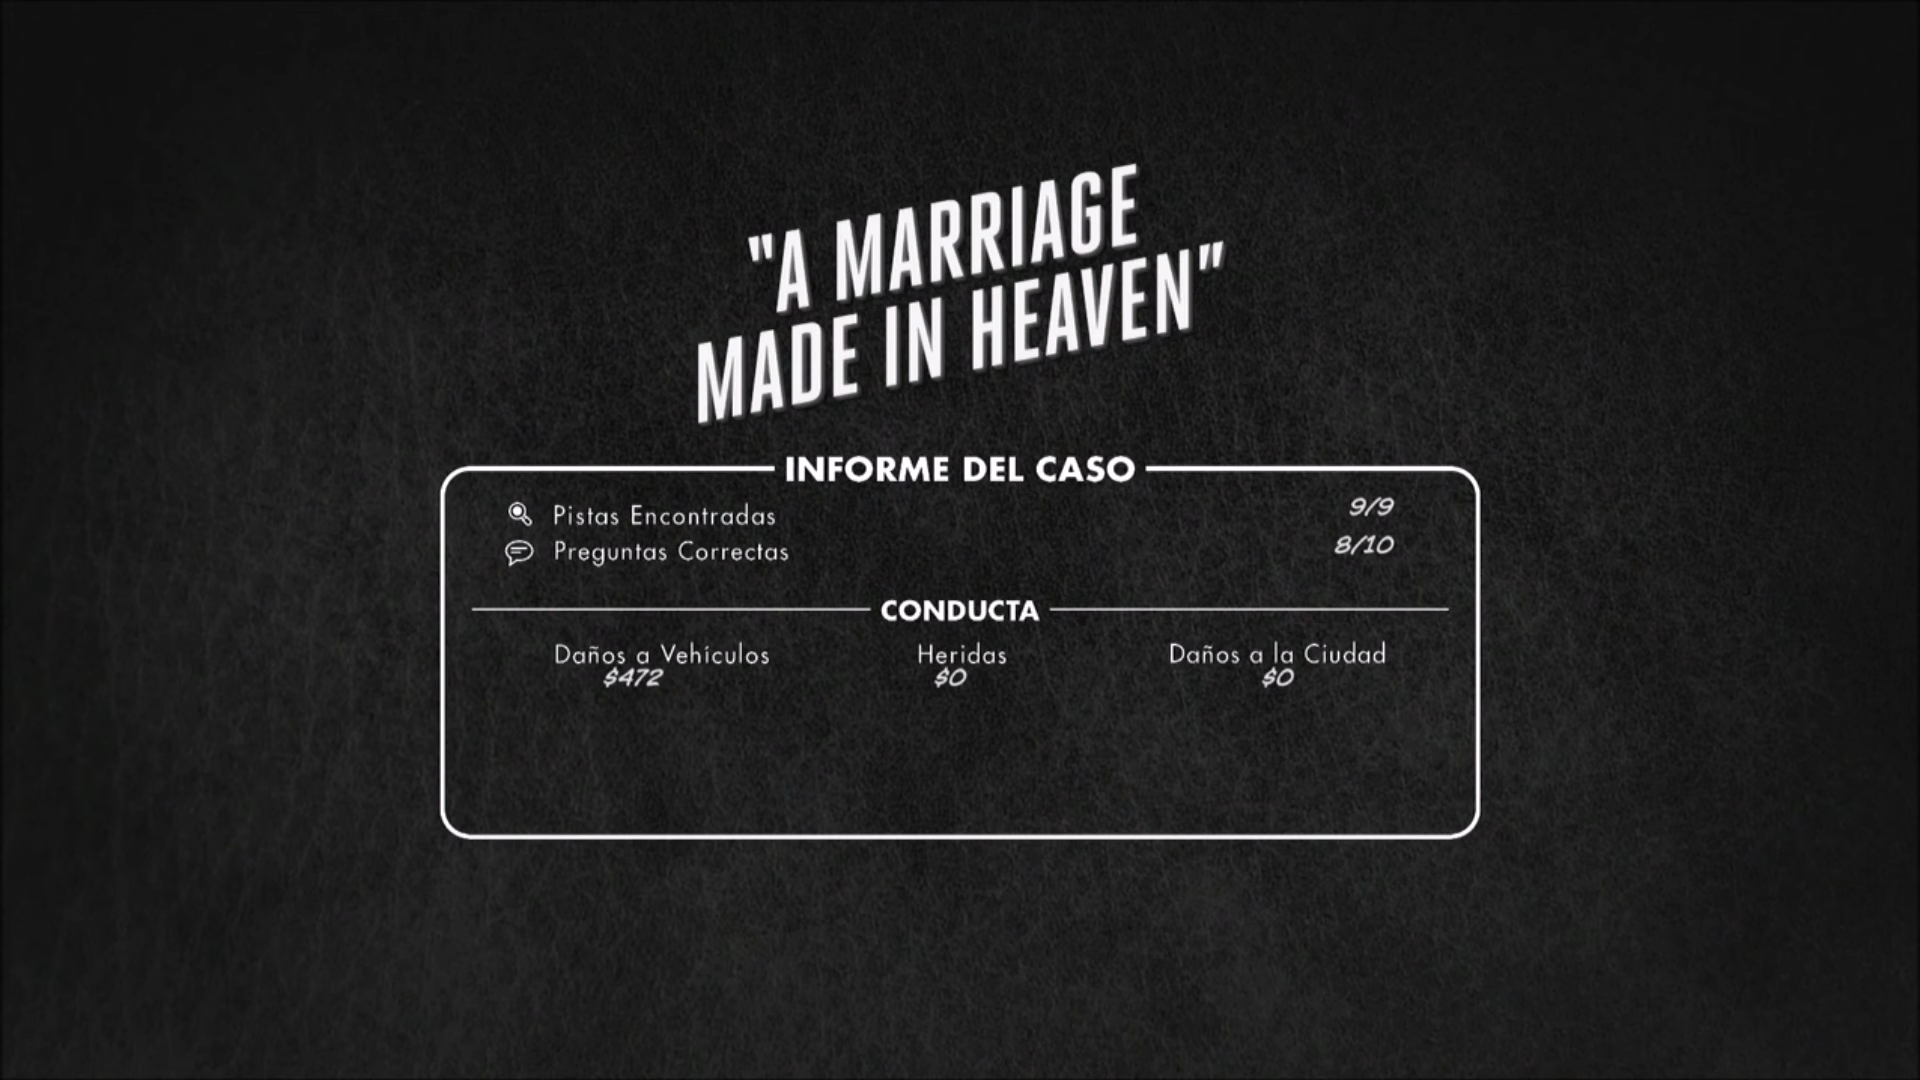 "A MARRIAGE
MADE IN HEAVEN"
INFORME DEL CASO
Pistas Encontradas 9/9
Preguntas Correctas 8/10
CONDUCTA
Daños a Vehículos Heridas Daños a la Ciudad
$472 $0 $0